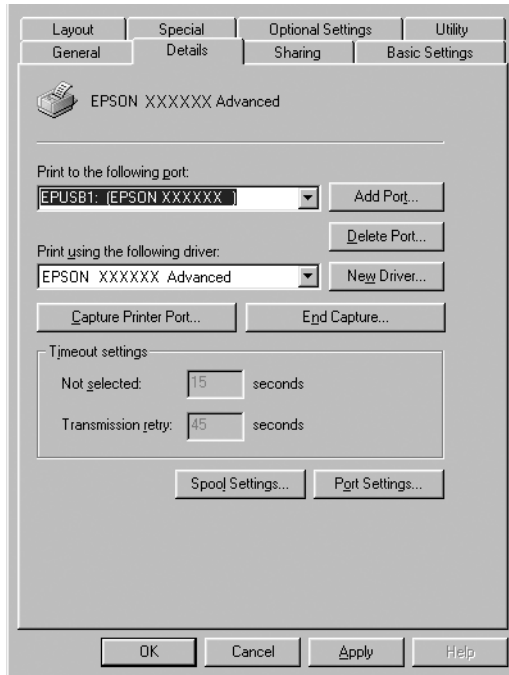 Layout Special Optional Settings Utility
General Details Sharing Basic Settings
EPSON XXXXXX Advanced
Print to the following port:
EPUSB1: (EPSON XXXXXX ) Add Port...
Delete Port...
Print using the following driver:
EPSON XXXXXX Advanced New Driver...
Capture Printer Port... End Capture...
Timeout settings
Not selected: 15 seconds
Transmission retry: 45 seconds
Spool Settings... Port Settings...
OK Cancel Apply Help